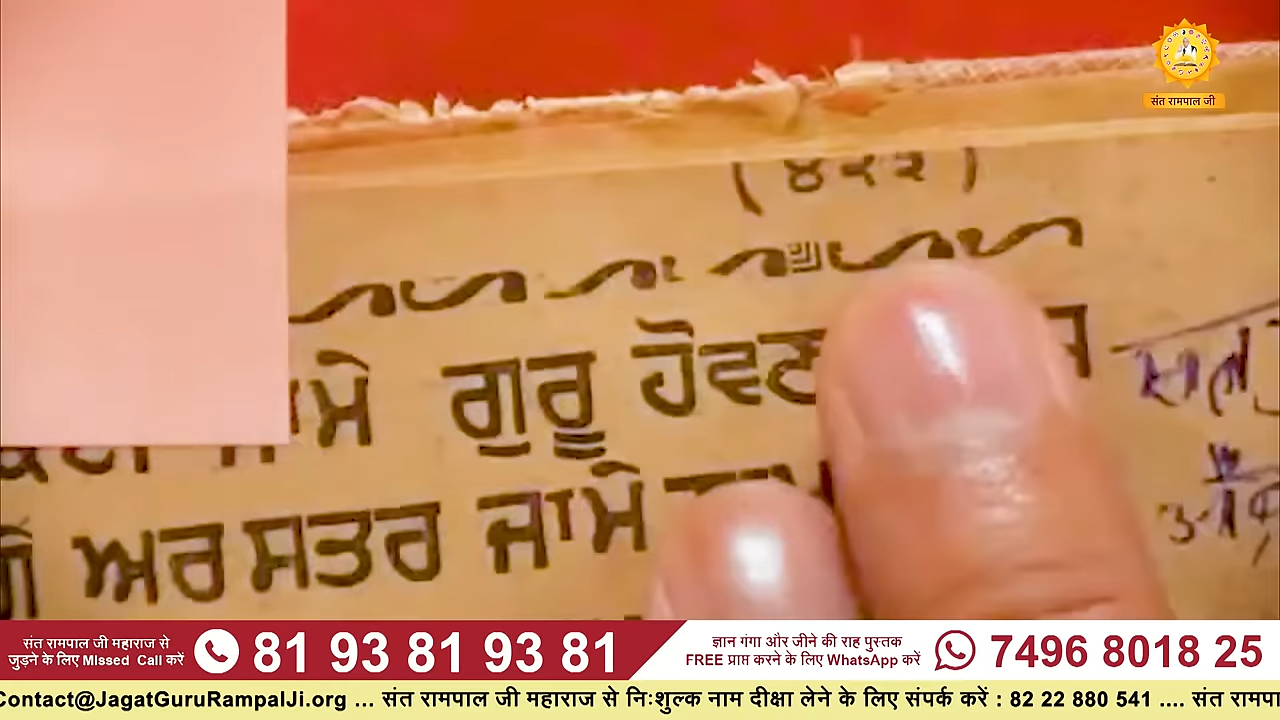 संत रामपाल जी
ਗੁਰੂ ਹੋਵਣ
ਅਰ ਸਤਰ ਜਾਮੇ
संत रामपाल जी महाराज से
जुड़ने के लिए Missed Call करें
81 93 81 93 81
ज्ञान गंगा और जीने की राह पुस्तक
FREE प्राप्त करने के लिए WhatsApp करें
7496 8018 25
Contact@JagatGuruRampalJi.org ... संत रामपाल जी महाराज से निःशुल्क नाम दीक्षा लेने के लिए संपर्क करें : 82 22 880 541 .... संत रामपा